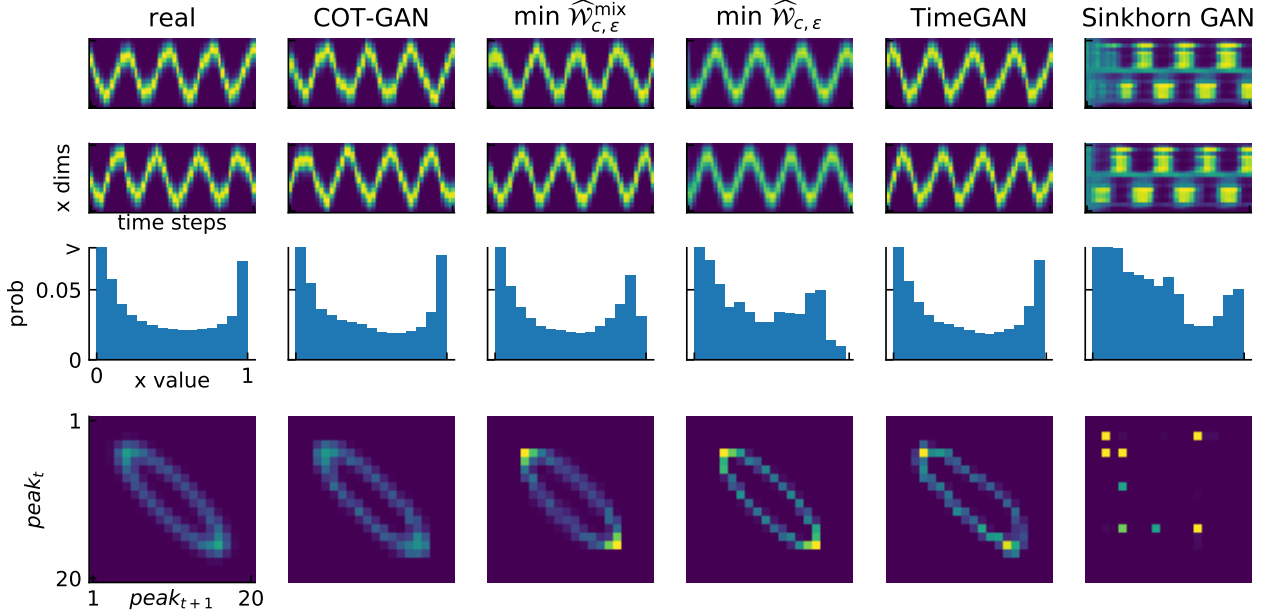 real COT-GAN min $\widehat{\mathcal{W}}^{\mathrm{mix}}_{c,\varepsilon}$ min $\widehat{\mathcal{W}}_{c,\varepsilon}$ TimeGAN Sinkhorn GAN
x dims
time steps
>
0.05
prob
0
0 x value 1
1
$peak_t$
20
1 $peak_{t+1}$ 20